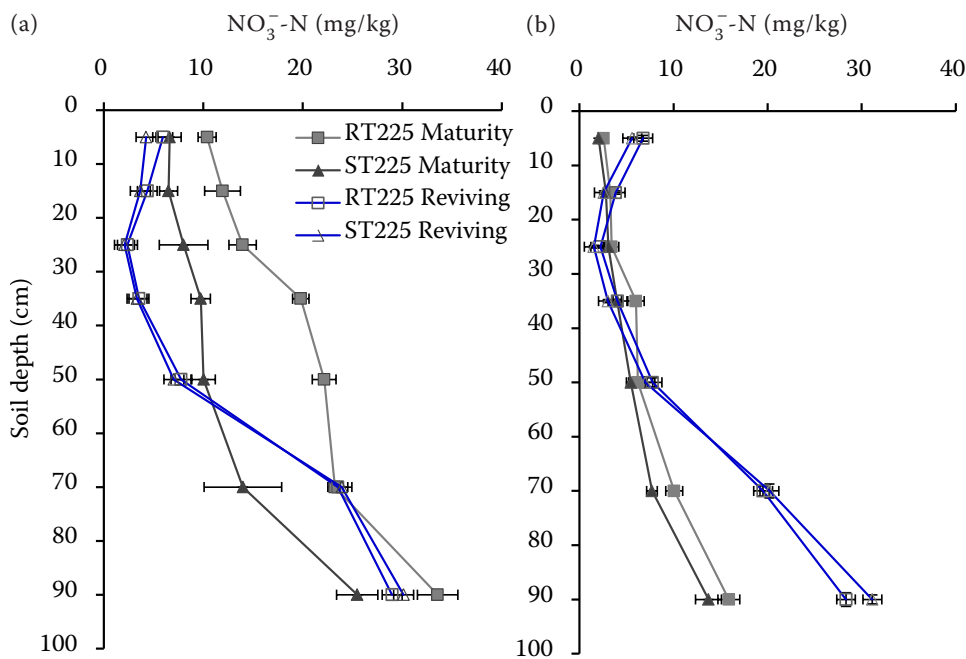 (a) NO₃⁻-N (mg/kg)
0 10 20 30 40
0
10
20
30
40
50
60
70
80
90
100
Soil depth (cm)
RT225 Maturity
ST225 Maturity
RT225 Reviving
ST225 Reviving
(b) NO₃⁻-N (mg/kg)
0 10 20 30 40
0
10
20
30
40
50
60
70
80
90
100